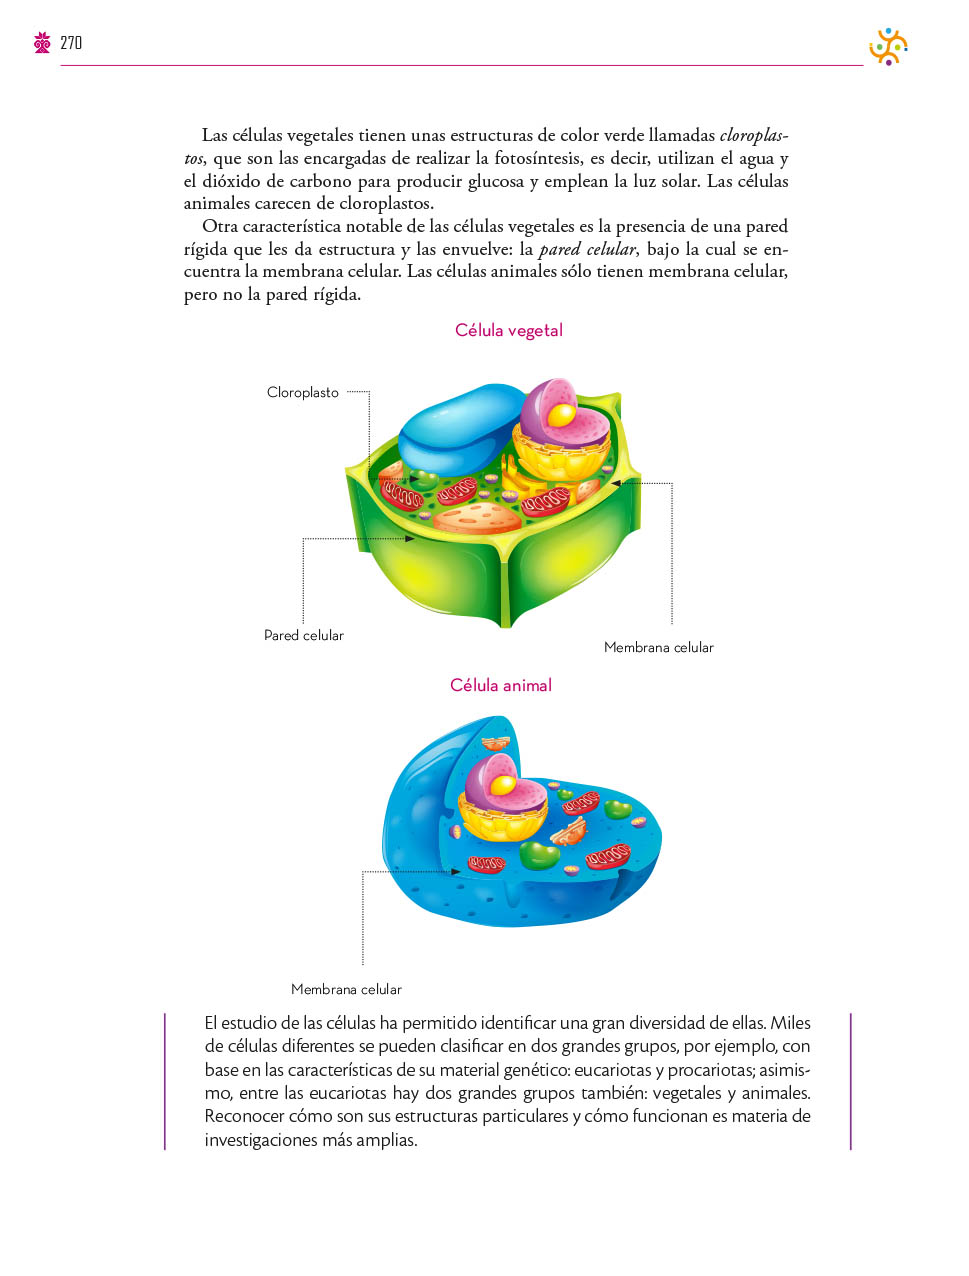 270
Las células vegetales tienen unas estructuras de color verde llamadas cloroplas-
tos, que son las encargadas de realizar la fotosíntesis, es decir, utilizan el agua y
el dióxido de carbono para producir glucosa y emplean la luz solar. Las células
animales carecen de cloroplastos.
Otra característica notable de las células vegetales es la presencia de una pared
rígida que les da estructura y las envuelve: la pared celular, bajo la cual se en-
cuentra la membrana celular. Las células animales sólo tienen membrana celular,
pero no la pared rígida.
Célula vegetal
Cloroplasto
Pared celular
Membrana celular
Célula animal
Membrana celular
El estudio de las células ha permitido identificar una gran diversidad de ellas. Miles
de células diferentes se pueden clasificar en dos grandes grupos, por ejemplo, con
base en las características de su material genético: eucariotas y procariotas; asimis-
mo, entre las eucariotas hay dos grandes grupos también: vegetales y animales.
Reconocer cómo son sus estructuras particulares y cómo funcionan es materia de
investigaciones más amplias.